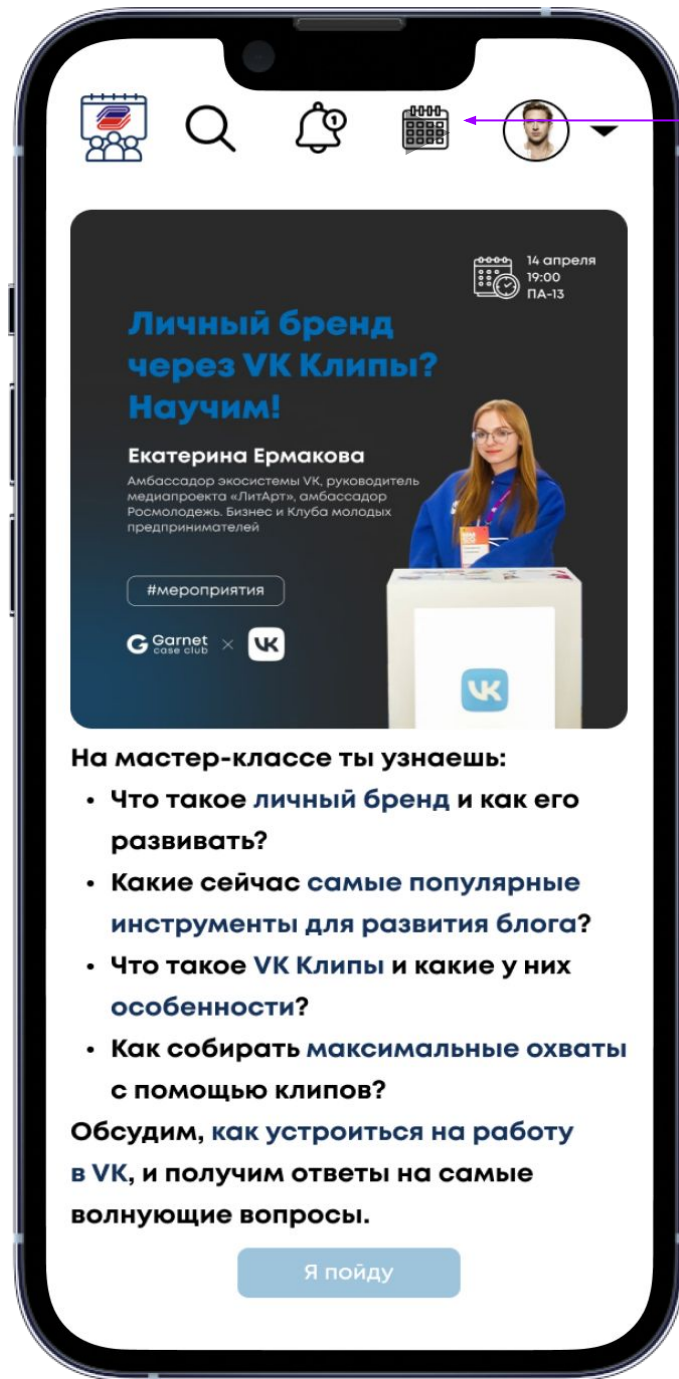 1
14 апреля
19:00
ПА-13
Личный бренд
через VK Клипы?
Научим!
Екатерина Ермакова
Амбассадор экосистемы VK, руководитель
медиапроекта «ЛитАрт», амбассадор
Росмолодежь. Бизнес и Клуба молодых
предпринимателей
#мероприятия
G Garnet
case club × VK
VK
На мастер-классе ты узнаешь:
• Что такое личный бренд и как его
развивать?
• Какие сейчас самые популярные
инструменты для развития блога?
• Что такое VK Клипы и какие у них
особенности?
• Как собирать максимальные охваты
с помощью клипов?
Обсудим, как устроиться на работу
в VK, и получим ответы на самые
волнующие вопросы.
Я пойду